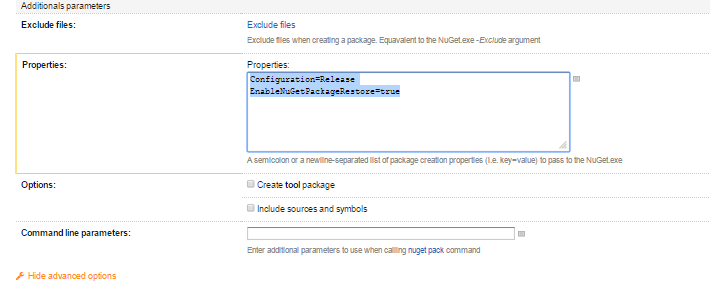 Additionals parameters
Exclude files:
Exclude files
Exclude files when creating a package. Equavalent to the NuGet.exe -Exclude argument
Properties:
Properties:
Configuration=Release
EnableNuGetPackageRestore=true
A semicolon or a newline-separated list of package creation properties (i.e. key=value) to pass to the NuGet.exe
Options:
Create tool package
Include sources and symbols
Command line parameters:
Enter additional parameters to use when calling nuget pack command
Hide advanced options